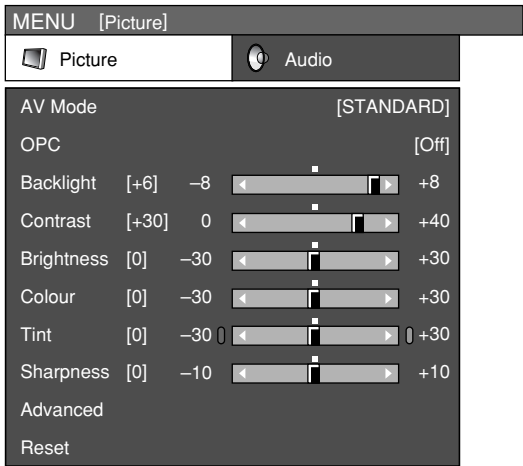 MENU [Picture]
Picture Audio
AV Mode [STANDARD]
OPC [Off]
Backlight [+6] –8 +8
Contrast [+30] 0 +40
Brightness [0] –30 +30
Colour [0] –30 +30
Tint [0] –30 +30
Sharpness [0] –10 +10
Advanced
Reset